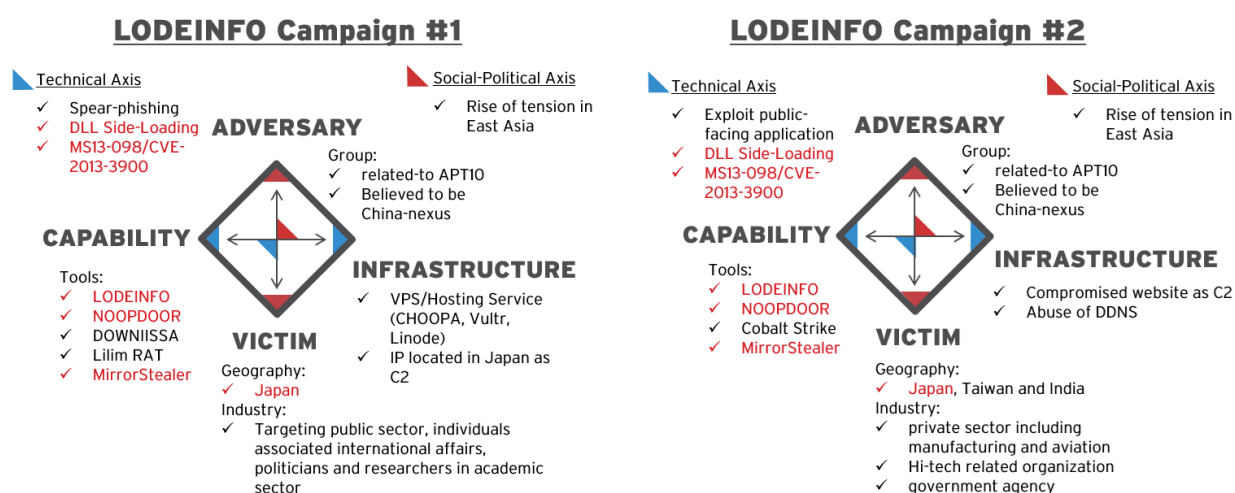 LODEINFO Campaign #1
Technical Axis
✓ Spear-phishing
✓ DLL Side-Loading
✓ MS13-098/CVE-
2013-3900
Social-Political Axis
✓ Rise of tension in
East Asia
ADVERSARY
Group:
✓ related-to APT10
✓ Believed to be
China-nexus
CAPABILITY
Tools:
✓ LODEINFO
✓ NOOPDOOR
✓ DOWNIISSA
✓ Lilim RAT
✓ MirrorStealer
INFRASTRUCTURE
✓ VPS/Hosting Service
(CHOOPA, Vultr,
Linode)
✓ IP located in Japan as
C2
VICTIM
Geography:
✓ Japan
Industry:
✓ Targeting public sector, individuals
associated international affairs,
politicians and researchers in academic
sector
LODEINFO Campaign #2
Technical Axis
✓ Exploit public-
facing application
✓ DLL Side-Loading
✓ MS13-098/CVE-
2013-3900
Social-Political Axis
✓ Rise of tension in
East Asia
ADVERSARY
Group:
✓ related-to APT10
✓ Believed to be
China-nexus
CAPABILITY
Tools:
✓ LODEINFO
✓ NOOPDOOR
✓ Cobalt Strike
✓ MirrorStealer
INFRASTRUCTURE
✓ Compromised website as C2
✓ Abuse of DDNS
VICTIM
Geography:
✓ Japan, Taiwan and India
Industry:
✓ private sector including
manufacturing and aviation
✓ Hi-tech related organization
✓ government agency